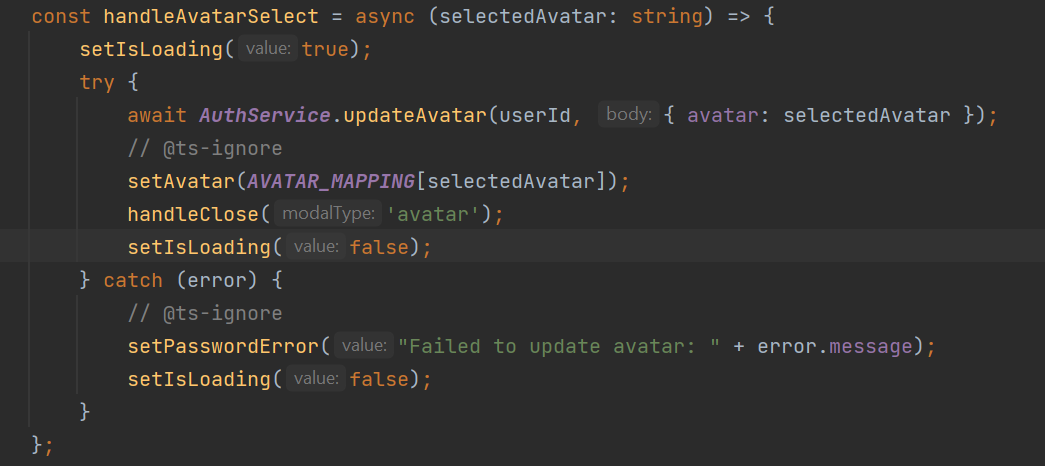 const handleAvatarSelect = async (selectedAvatar: string) => {
setIsLoading( value: true);
try {
await AuthService.updateAvatar(userId, body: { avatar: selectedAvatar });
// @ts-ignore
setAvatar(AVATAR_MAPPING[selectedAvatar]);
handleClose( modalType: 'avatar');
setIsLoading( value: false);
} catch (error) {
// @ts-ignore
setPasswordError( value: "Failed to update avatar: " + error.message);
setIsLoading( value: false);
}
};